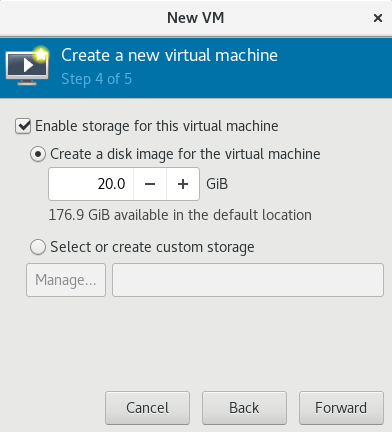 New VM
Create a new virtual machine
Step 4 of 5
Enable storage for this virtual machine
Create a disk image for the virtual machine
20.0 − + GiB
176.9 GiB available in the default location
Select or create custom storage
Manage...
Cancel Back Forward